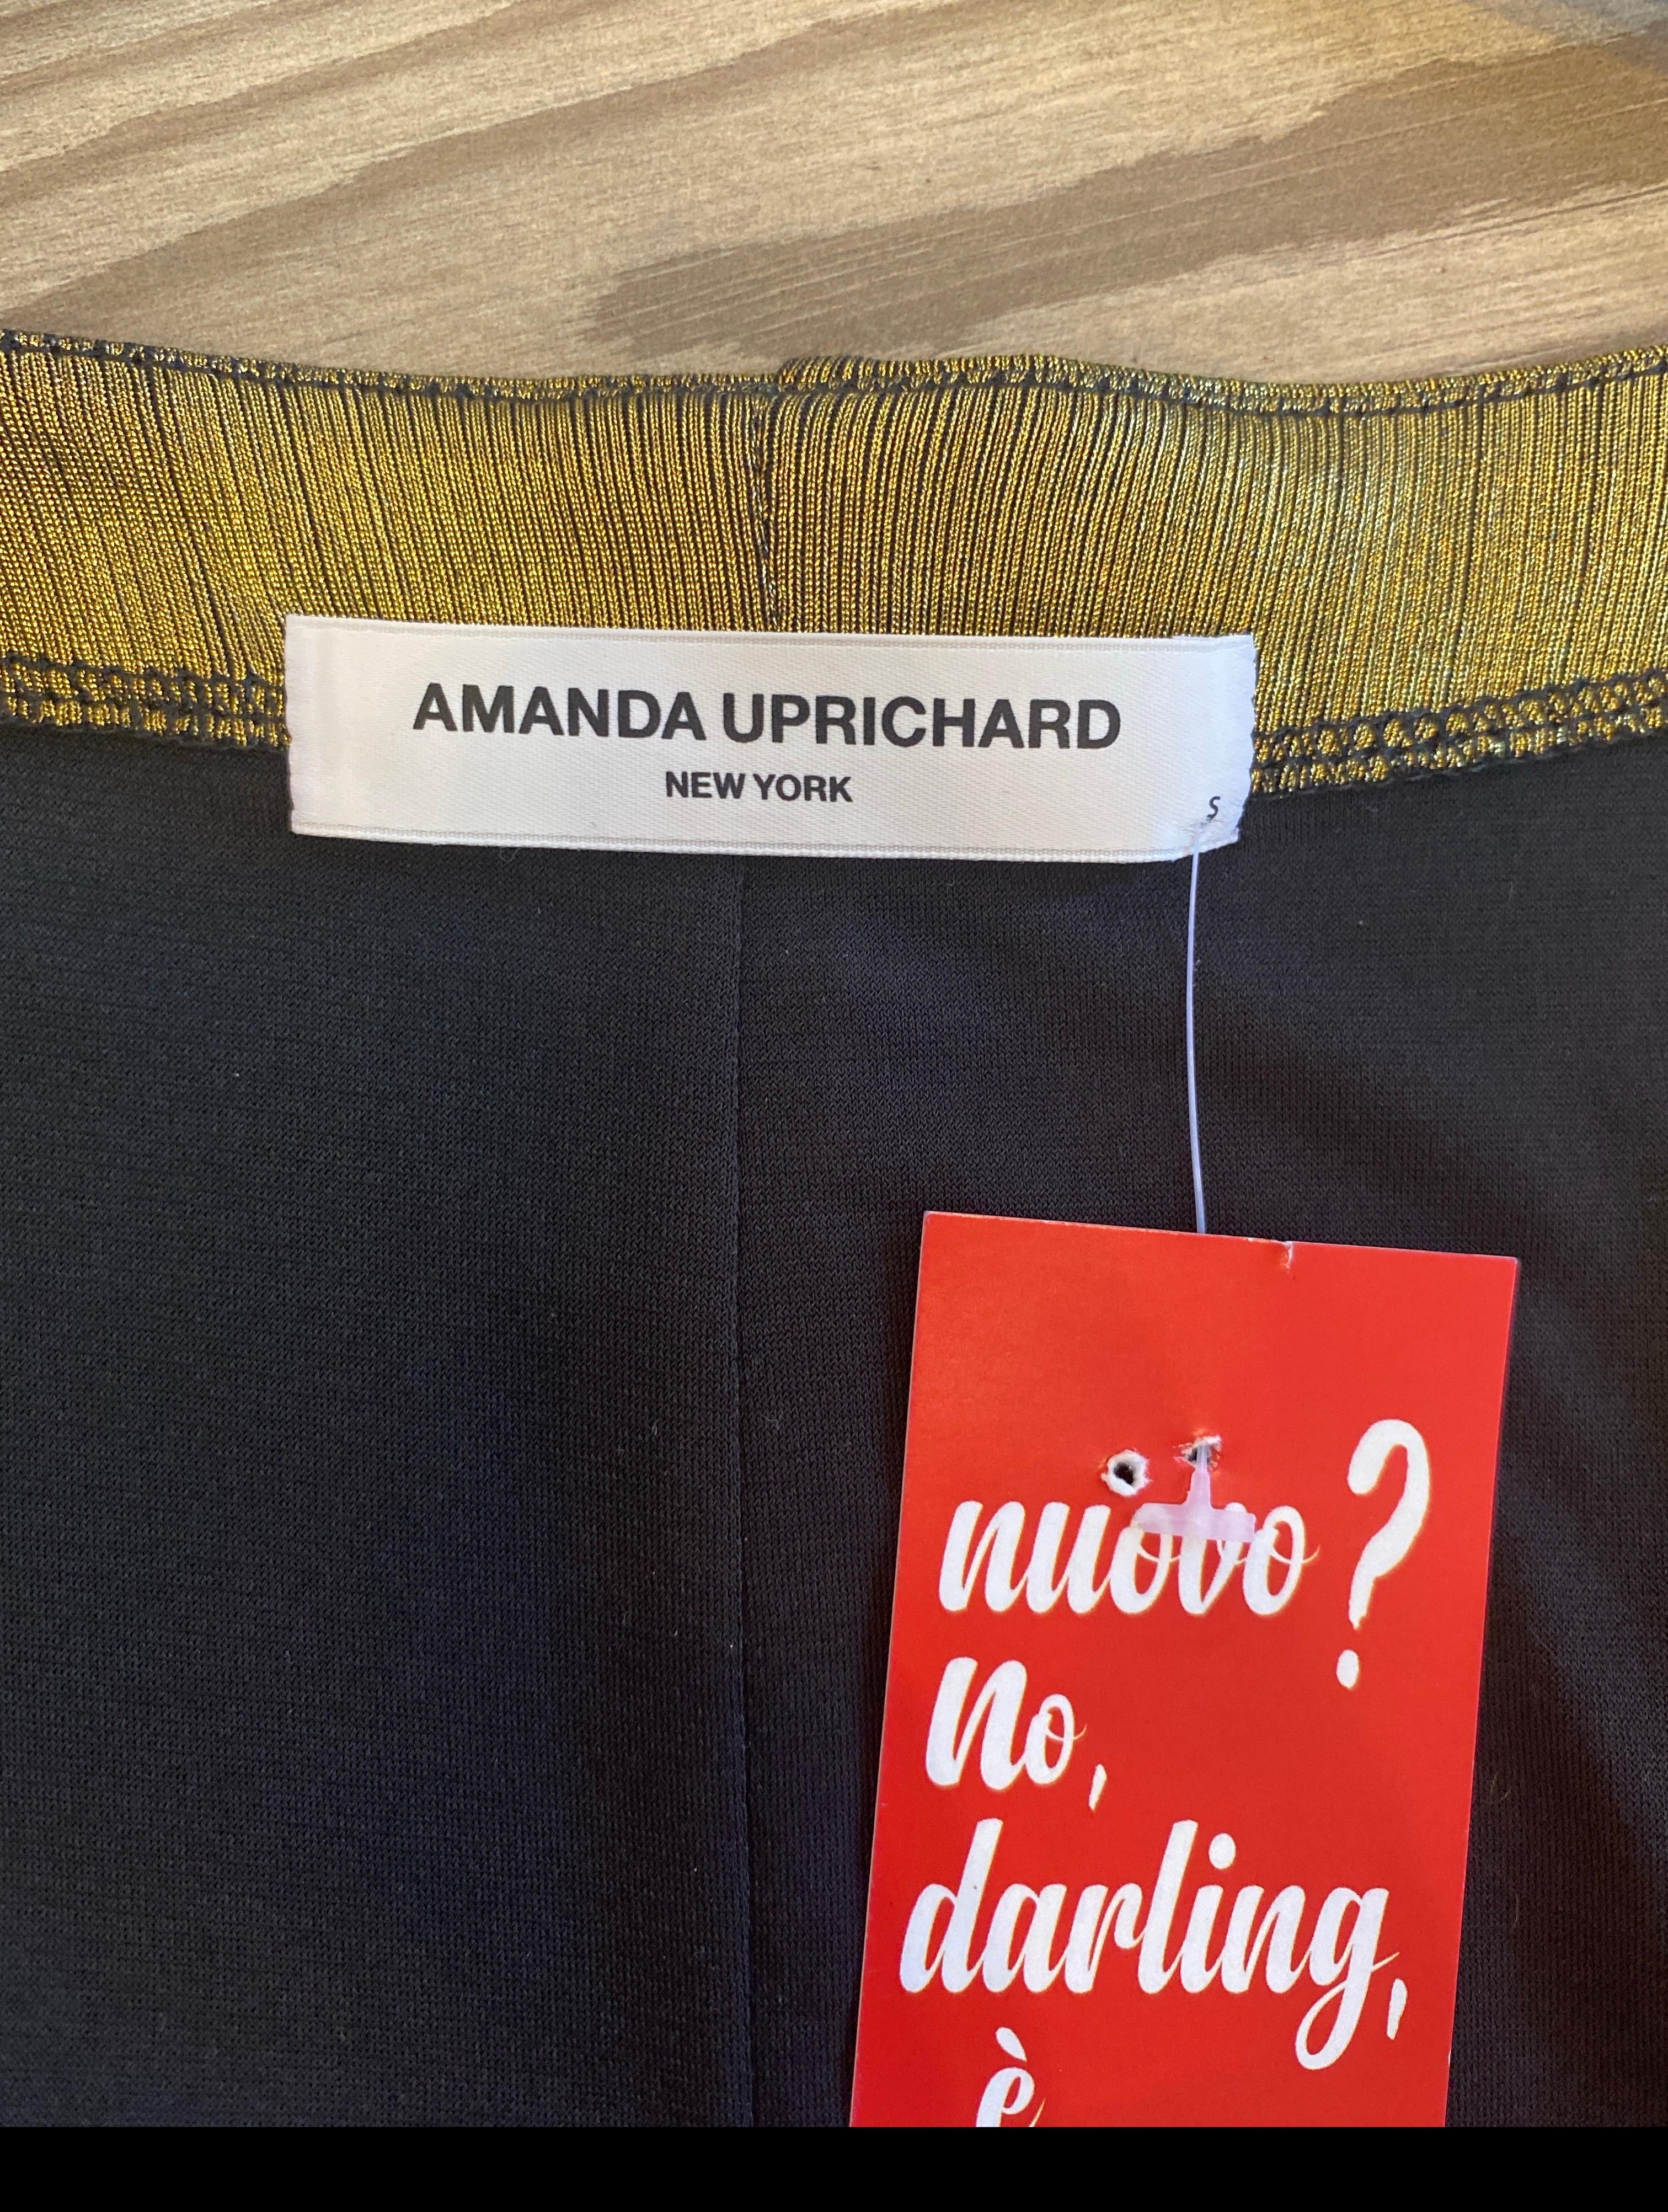 AMANDA UPRICHARD
NEW YORK
S
nuovo?
No,
darling,
è